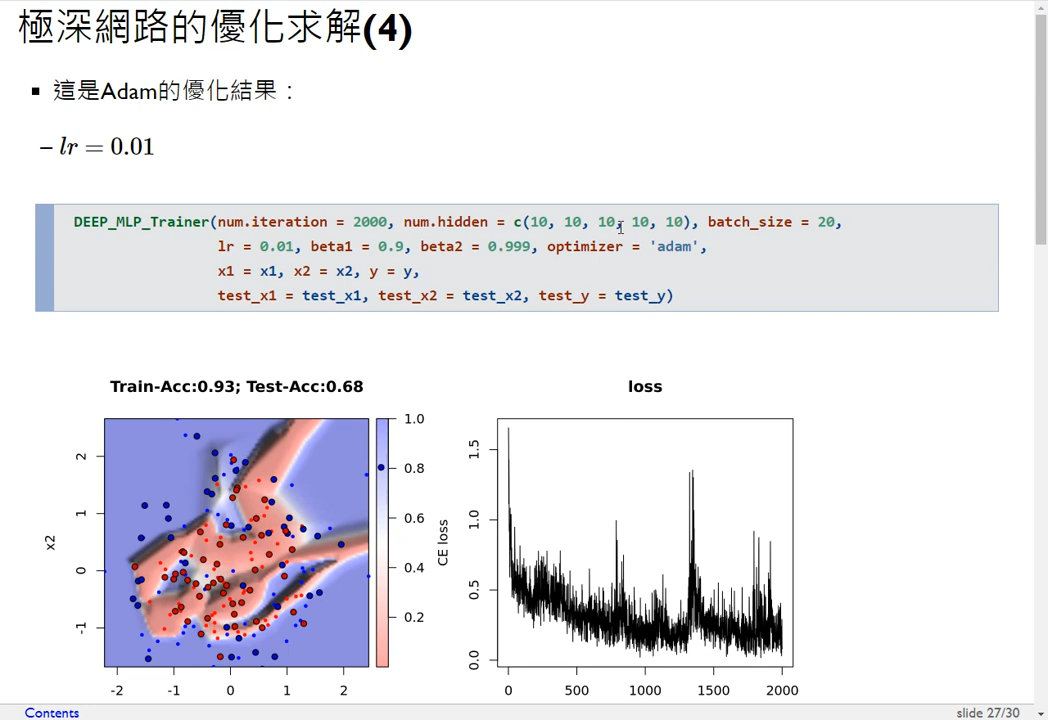 極深網路的優化求解(4)
▪ 這是Adam的優化結果：
– lr = 0.01
DEEP_MLP_Trainer(num.iteration = 2000, num.hidden = c(10, 10, 10, 10, 10), batch_size = 20,
lr = 0.01, beta1 = 0.9, beta2 = 0.999, optimizer = 'adam',
x1 = x1, x2 = x2, y = y,
test_x1 = test_x1, test_x2 = test_x2, test_y = test_y)
Train-Acc:0.93; Test-Acc:0.68
x2
2
1
0
-1
-2 -1 0 1 2
1.0
0.8
0.6
0.4
0.2
loss
CE loss
1.5
1.0
0.5
0.0
0 500 1000 1500 2000
Contents
slide 27/30